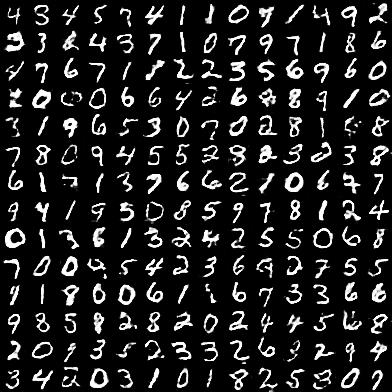 4 3 4 5 7 4 1 1 0 9 1 4 9 2
3 3 2 4 3 7 1 0 7 9 7 1 8 6
4 7 6 7 1 2 2 3 5 6 9 6 0
2 0 0 0 6 6 4 2 6 8 8 9 1 0
3 1 9 6 5 3 0 7 0 2 8 1 8
7 8 0 9 4 5 5 2 8 2 3 2 3 8
6 1 7 1 3 7 6 6 2 1 0 6 7 7
9 4 1 9 5 0 8 5 9 7 8 1 2 4
0 1 3 6 1 3 2 4 2 5 5 0 6 8
7 0 0 4 5 4 2 3 6 9 2 7 5 5
9 1 8 0 0 6 1 1 6 7 3 3 6 6
9 8 5 8 2 8 2 0 2 4 4 5 6 8
2 0 9 3 5 2 3 3 2 6 2 9 4
3 4 2 0 3 1 0 1 8 2 5 3 0 2